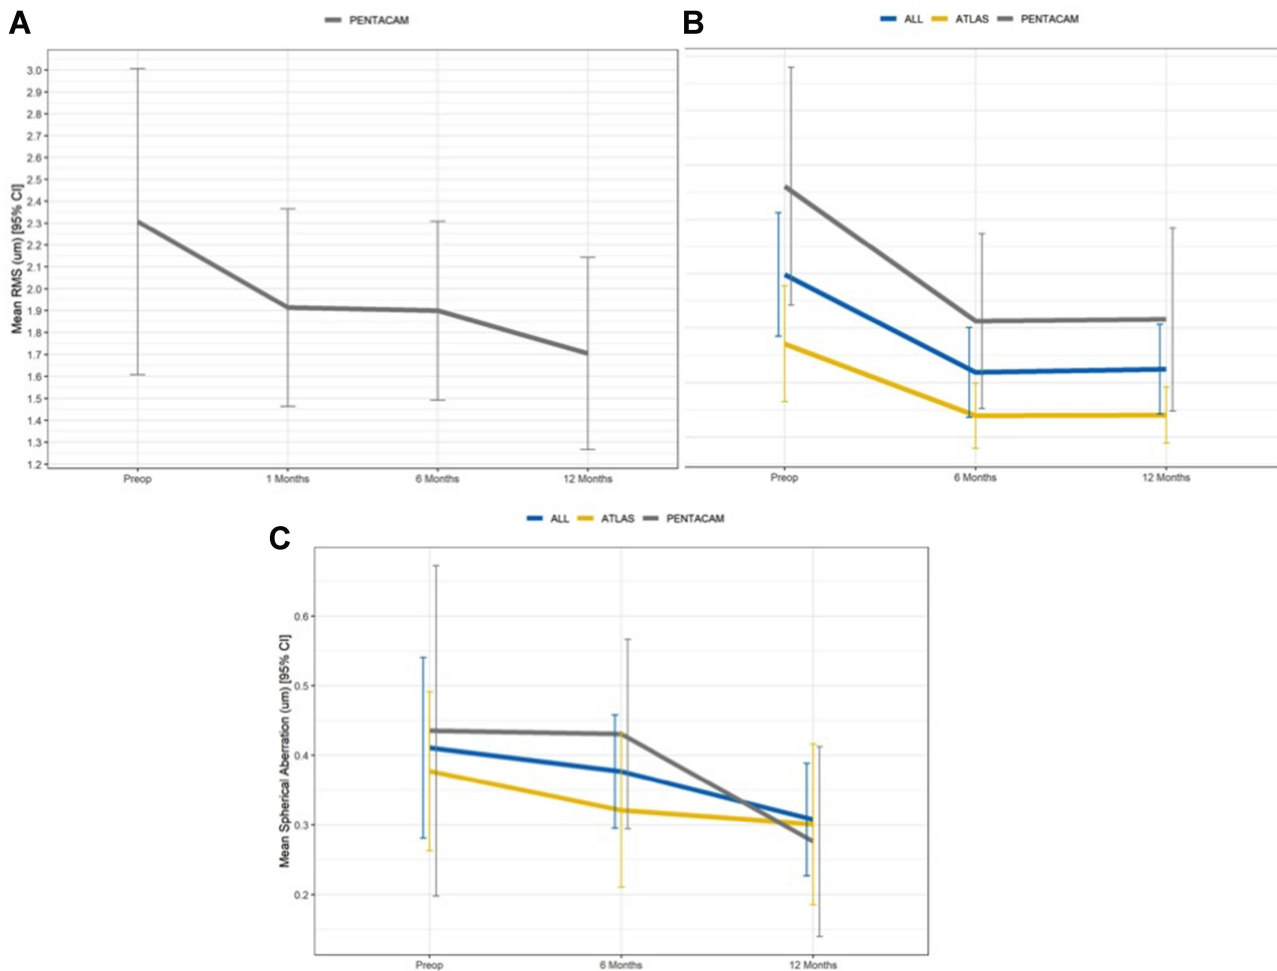 A
PENTACAM
Mean RMS (um) [95% CI]
3.0
2.9
2.8
2.7
2.6
2.5
2.4
2.3
2.2
2.1
2.0
1.9
1.8
1.7
1.6
1.5
1.4
1.3
1.2
Preop 1 Months 6 Months 12 Months
B
ALL ATLAS PENTACAM
Preop 6 Months 12 Months
C
ALL ATLAS PENTACAM
Mean Spherical Aberration (um) [95% CI]
0.6
0.5
0.4
0.3
0.2
Preop 6 Months 12 Months